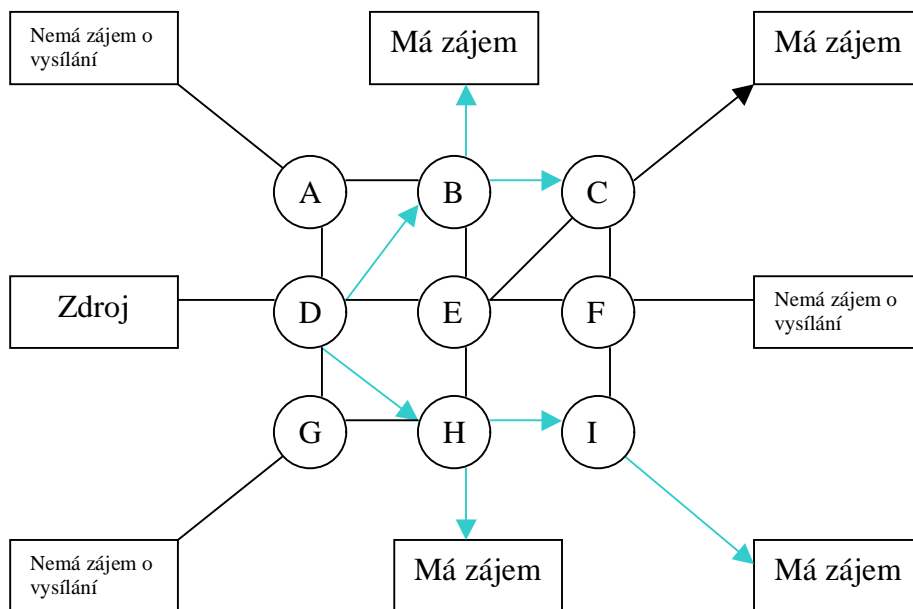 Nemá zájem o
vysílání
Má zájem
Má zájem
A
B
C
Zdroj
D
E
F
Nemá zájem o
vysílání
G
H
I
Nemá zájem o
vysílání
Má zájem
Má zájem